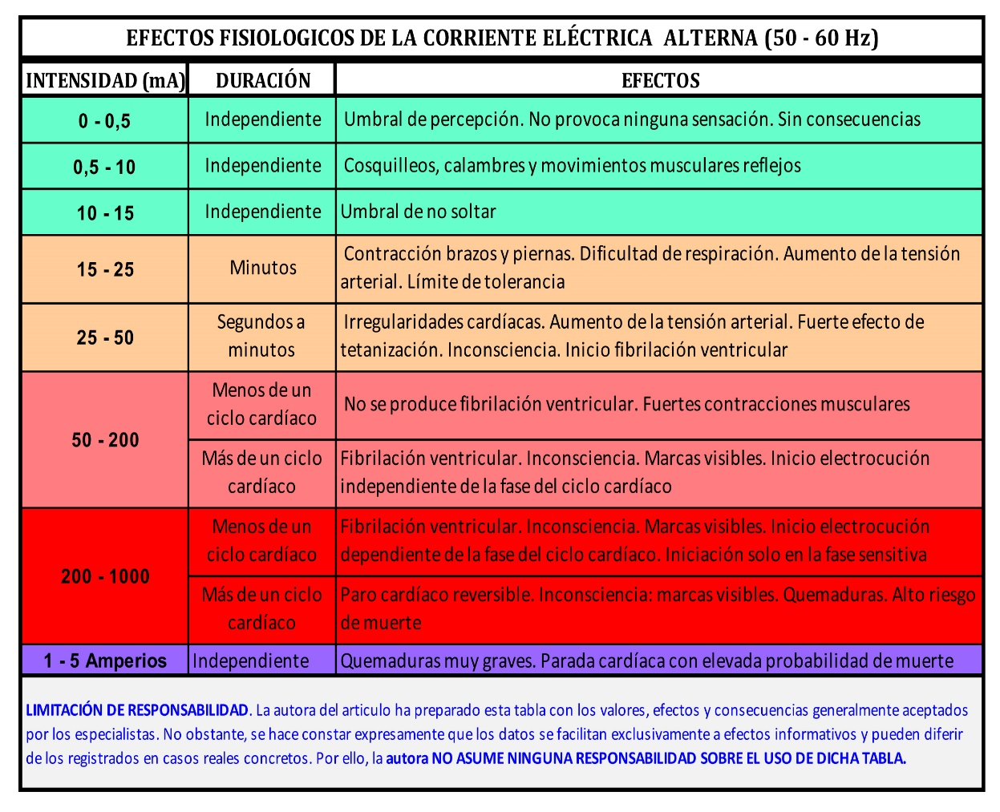 EFECTOS FISIOLOGICOS DE LA CORRIENTE ELÉCTRICA ALTERNA (50 - 60 Hz)
INTENSIDAD (mA) DURACIÓN EFECTOS
0 - 0,5 Independiente Umbral de percepción. No provoca ninguna sensación. Sin consecuencias
0,5 - 10 Independiente Cosquilleos, calambres y movimientos musculares reflejos
10 - 15 Independiente Umbral de no soltar
15 - 25
Minutos
Contracción brazos y piernas. Dificultad de respiración. Aumento de la tensión
arterial. Límite de tolerancia
25 - 50
Segundos a
minutos
Irregularidades cardíacas. Aumento de la tensión arterial. Fuerte efecto de
tetanización. Inconsciencia. Inicio fibrilación ventricular
50 - 200
Menos de un
ciclo cardíaco
No se produce fibrilación ventricular. Fuertes contracciones musculares
Más de un ciclo
cardíaco
Fibrilación ventricular. Inconsciencia. Marcas visibles. Inicio electrocución
independiente de la fase del ciclo cardíaco
200 - 1000
Menos de un
ciclo cardíaco
Fibrilación ventricular. Inconsciencia. Marcas visibles. Inicio electrocución
dependiente de la fase del ciclo cardíaco. Iniciación solo en la fase sensitiva
Más de un ciclo
cardíaco
Paro cardíaco reversible. Inconsciencia: marcas visibles. Quemaduras. Alto riesgo
de muerte
1 - 5 Amperios Independiente Quemaduras muy graves. Parada cardíaca con elevada probabilidad de muerte
LIMITACIÓN DE RESPONSABILIDAD. La autora del articulo ha preparado esta tabla con los valores, efectos y consecuencias generalmente aceptados
por los especialistas. No obstante, se hace constar expresamente que los datos se facilitan exclusivamente a efectos informativos y pueden diferir
de los registrados en casos reales concretos. Por ello, la autora NO ASUME NINGUNA RESPONSABILIDAD SOBRE EL USO DE DICHA TABLA.